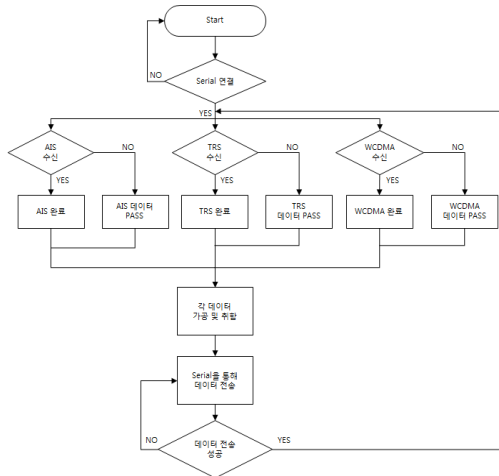 Start
NO
Serial 연결
YES
AIS
수신
NO
YES
TRS
수신
NO
YES
WCDMA
수신
NO
YES
AIS 완료
AIS 데이터
PASS
TRS 완료
TRS
데이터 PASS
WCDMA 완료
WCDMA
데이터 PASS
각 데이터
가공 및 취합
Serial을 통해
데이터 전송
NO
데이터 전송
성공
YES